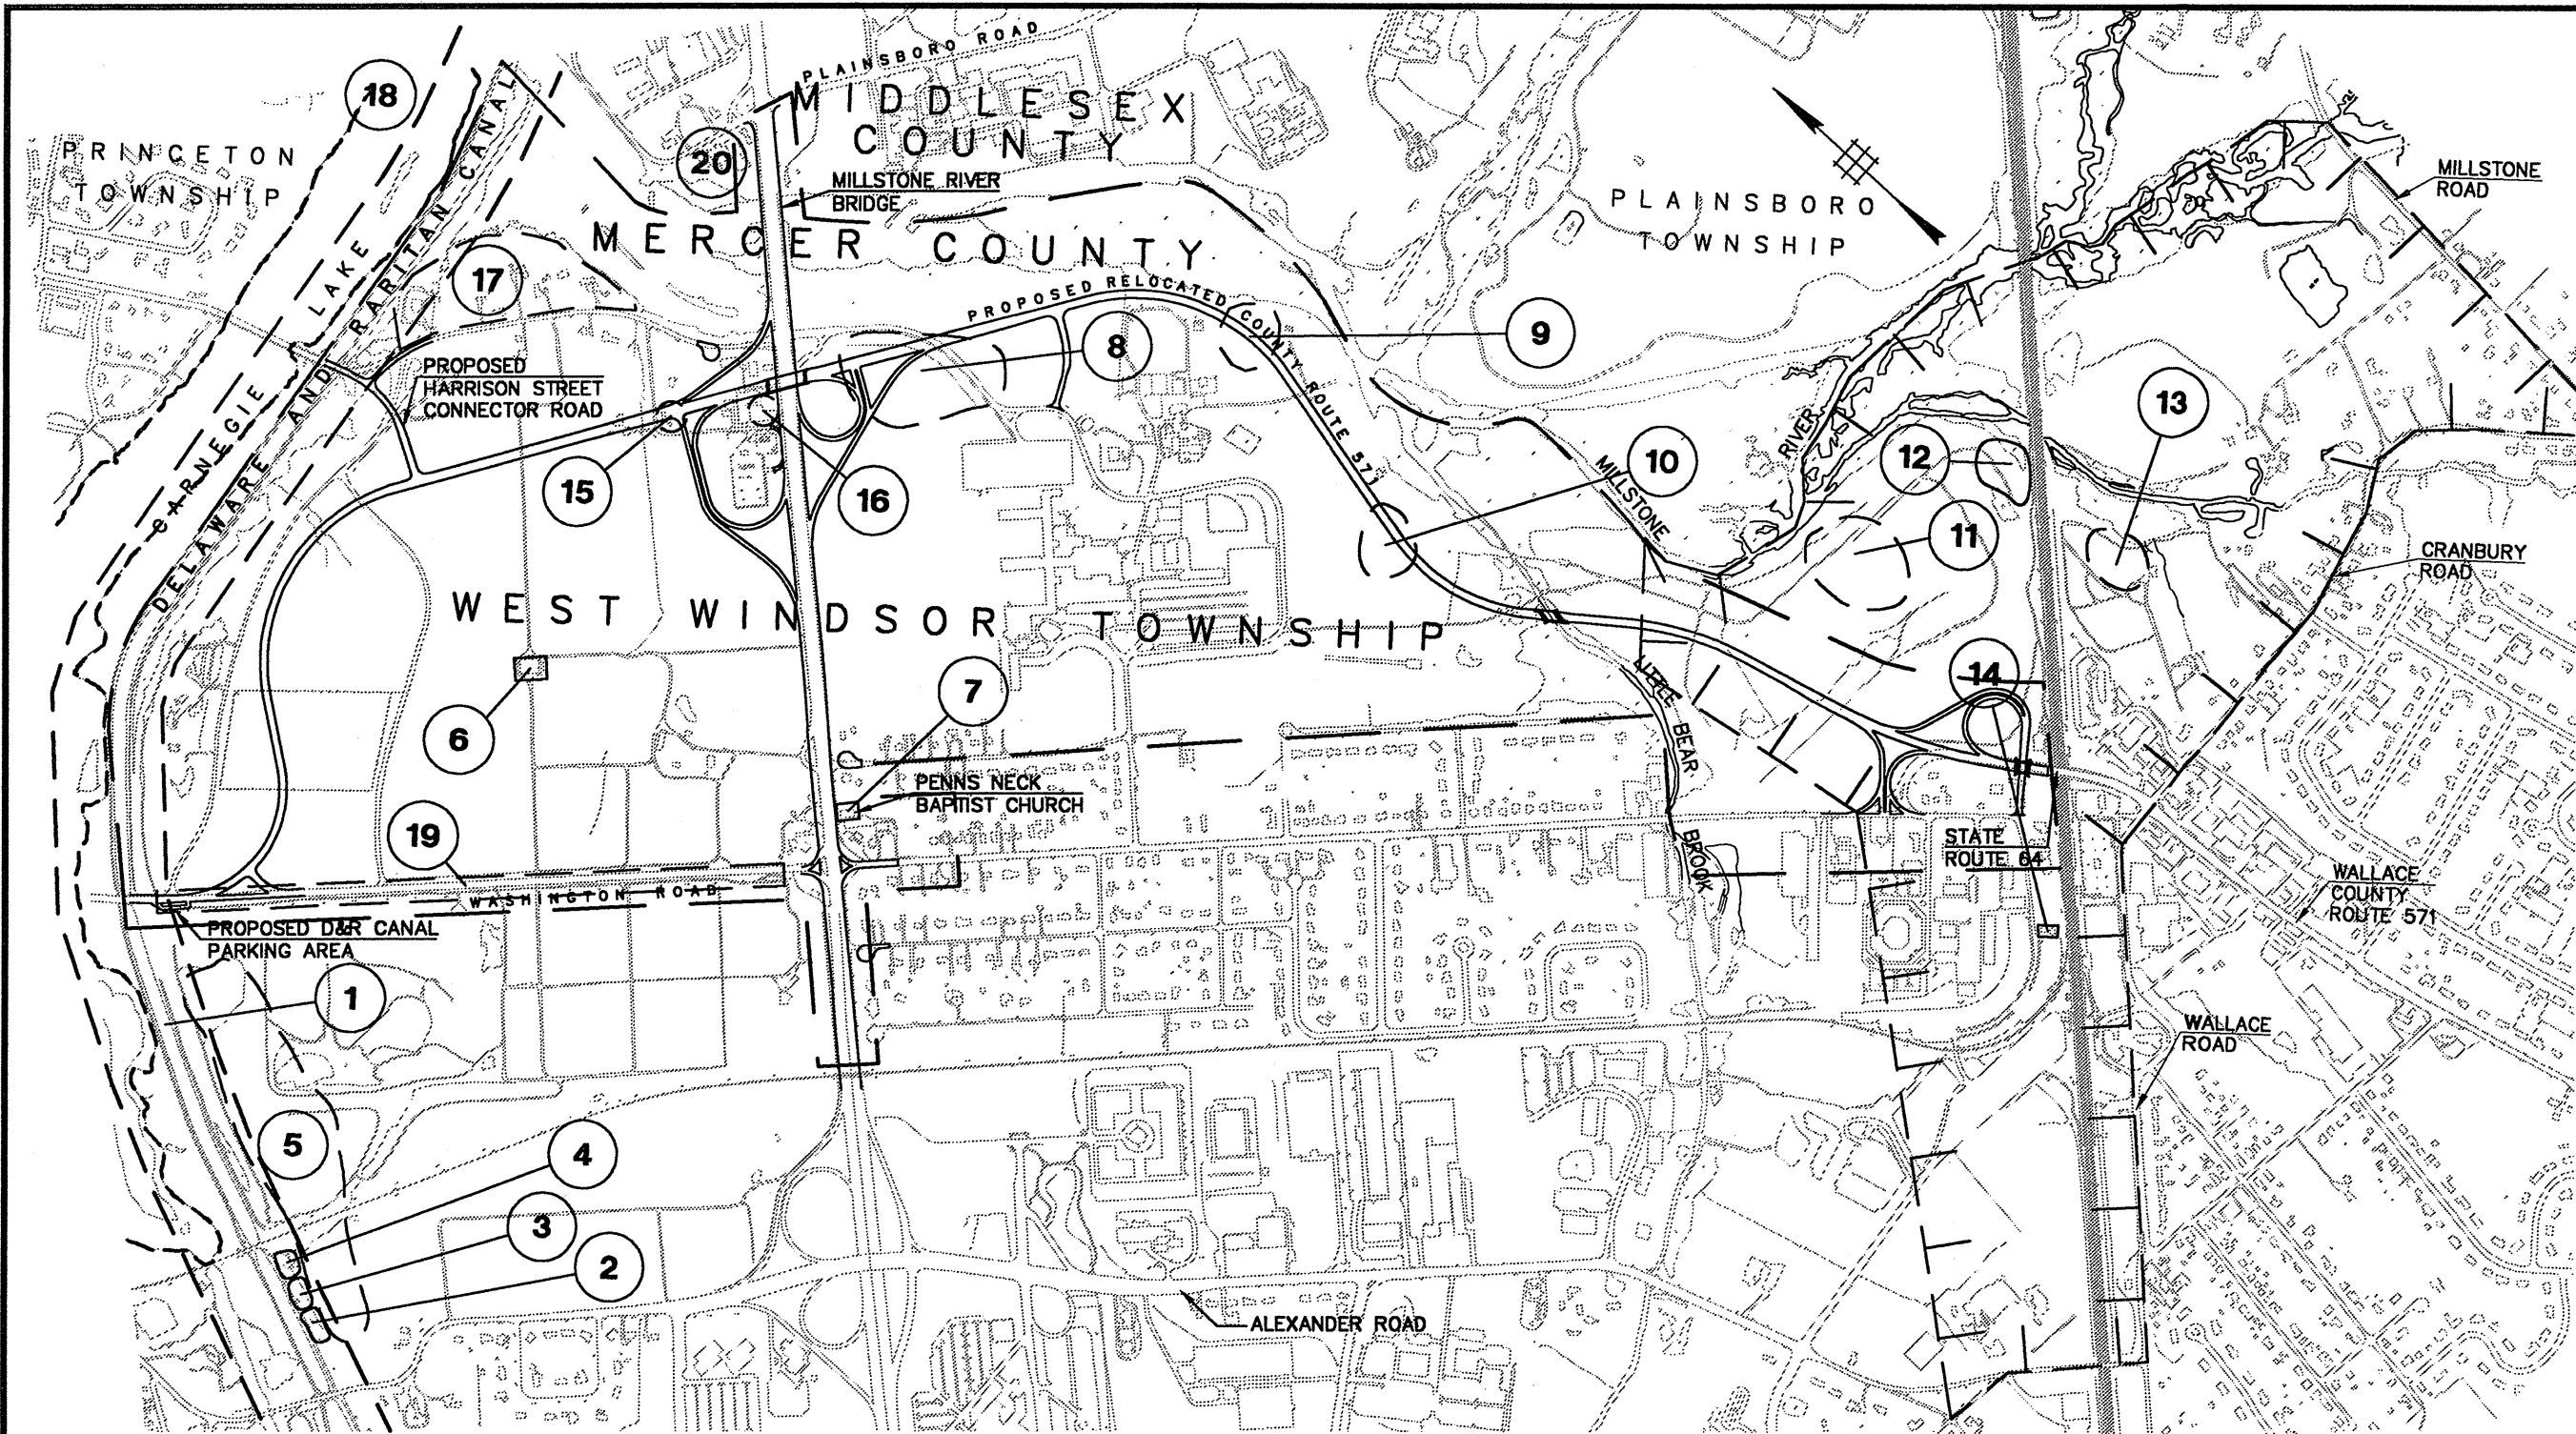 PLAINSBORO ROAD
18
MIDDLESEX
COUNTY
PRINCETON
TOWNSHIP
20
MILLSTONE RIVER
BRIDGE
MILLSTONE
ROAD
PLAINSBORO
TOWNSHIP
MERCER COUNTY
17
CARNEGIE LAKE
DELAWARE AND RARITAN CANAL
PROPOSED RELOCATED COUNTY ROUTE 571
9
8
PROPOSED
HARRISON STREET
CONNECTOR ROAD
13
MILLSTONE RIVER
12
10
15
16
11
CRANBURY
ROAD
WEST WINDSOR TOWNSHIP
14
7
6
LITTLE BEAR BROOK
PENNS NECK
BAPTIST CHURCH
19
STATE
ROUTE 64
WASHINGTON ROAD
WALLACE
COUNTY
ROUTE 571
PROPOSED D&R CANAL
PARKING AREA
1
WALLACE
ROAD
5
4
3
2
ALEXANDER ROAD